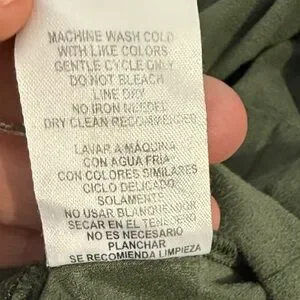 MACHINE WASH COLD
WITH LIKE COLORS
GENTLE CYCLE ONLY
DO NOT BLEACH
LINE DRY
NO IRON NEEDED
DRY CLEAN RECOMMENDED
LAVAR A MÁQUINA
CON AGUA FRÍA
CON COLORES SIMILARES
CICLO DELICADO
SOLAMENTE
NO USAR BLANQUEADOR
SECAR EN EL TENDERO
NO ES NECESARIO
PLANCHAR
SE RECOMIENDA LIMPIEZA